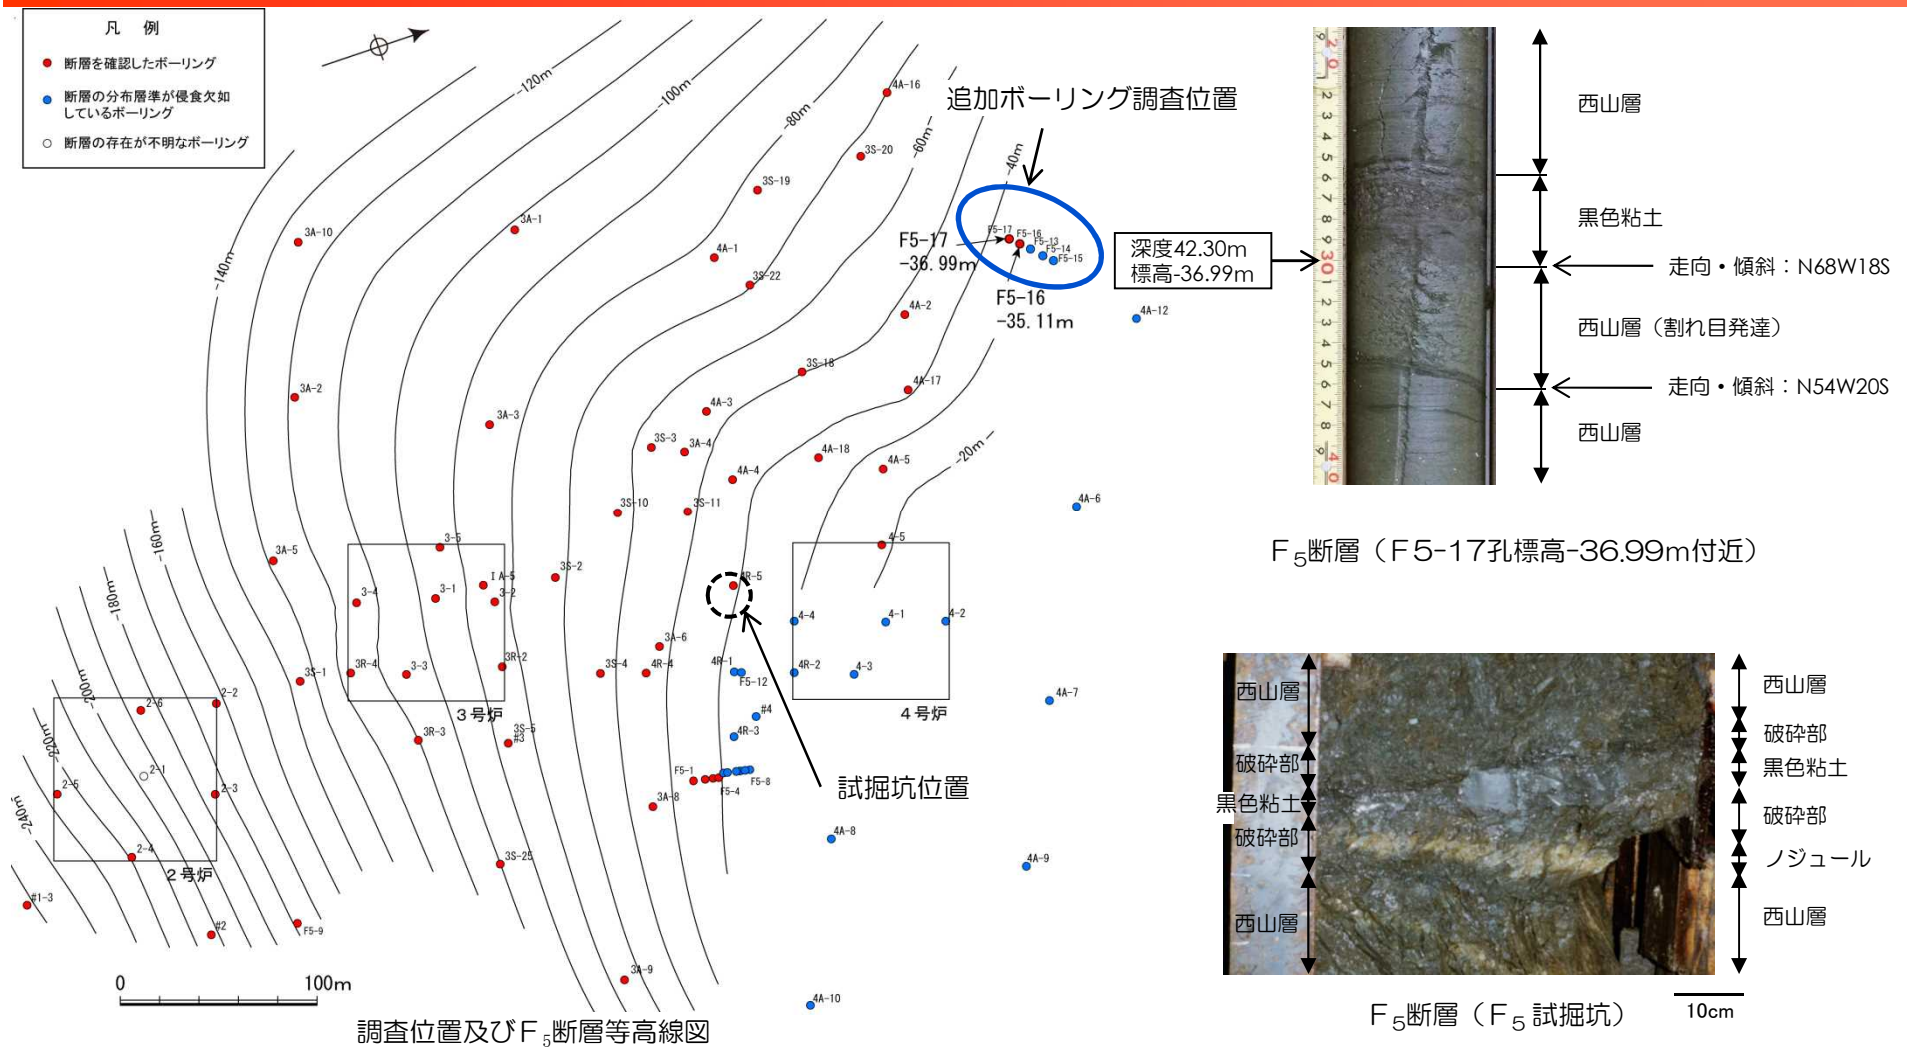 凡 例
断層を確認したボーリング
断層の分布層準が侵食欠如
しているボーリング
断層の存在が不明なボーリング
追加ボーリング調査位置
-120m
-100m
-80m
-60m
-40m
-20m
-140m
-160m
-180m
-200m
-220m
-240m
4A-16
3S-20
3S-19
3A-10
3A-1
4A-1
3S-22
F5-17
F5-16
F5-13
F5-14
F5-15
F5-17
-36.99m
F5-16
-35.11m
4A-2
4A-12
3S-18
3A-2
4A-17
3A-3
4A-3
3S-3
3A-4
4A-18
4A-5
4A-4
3S-10
3S-11
4A-6
3A-5
3-5
4-5
3S-2
ⅠA-5
4R-5
3-4
3-1
3-2
4-4
4-1
4-2
3A-6
3S-1
3R-4
3-3
3R-2
3S-4
4R-4
4R-1
F5-12
4R-2
4-3
4A-7
2-6
2-2
3号炉
4号炉
#4
3R-3
3S-5
#3
4R-3
2-1
2-5
2-3
F5-1
F5-4
F5-8
試掘坑位置
3A-8
4A-8
2-4
2号炉
3S-25
4A-9
#1-3
#2
F5-9
3A-9
4A-10
0 100m
調査位置及びF5断層等高線図
深度42.30m
標高-36.99m
西山層
黒色粘土
走向・傾斜：N68W18S
西山層（割れ目発達）
走向・傾斜：N54W20S
西山層
F5断層（F5-17孔標高-36.99m付近）
西山層
破砕部
黒色粘土
破砕部
西山層
西山層
破砕部
黒色粘土
破砕部
ノジュール
西山層
F5断層（F5試掘坑）
10cm